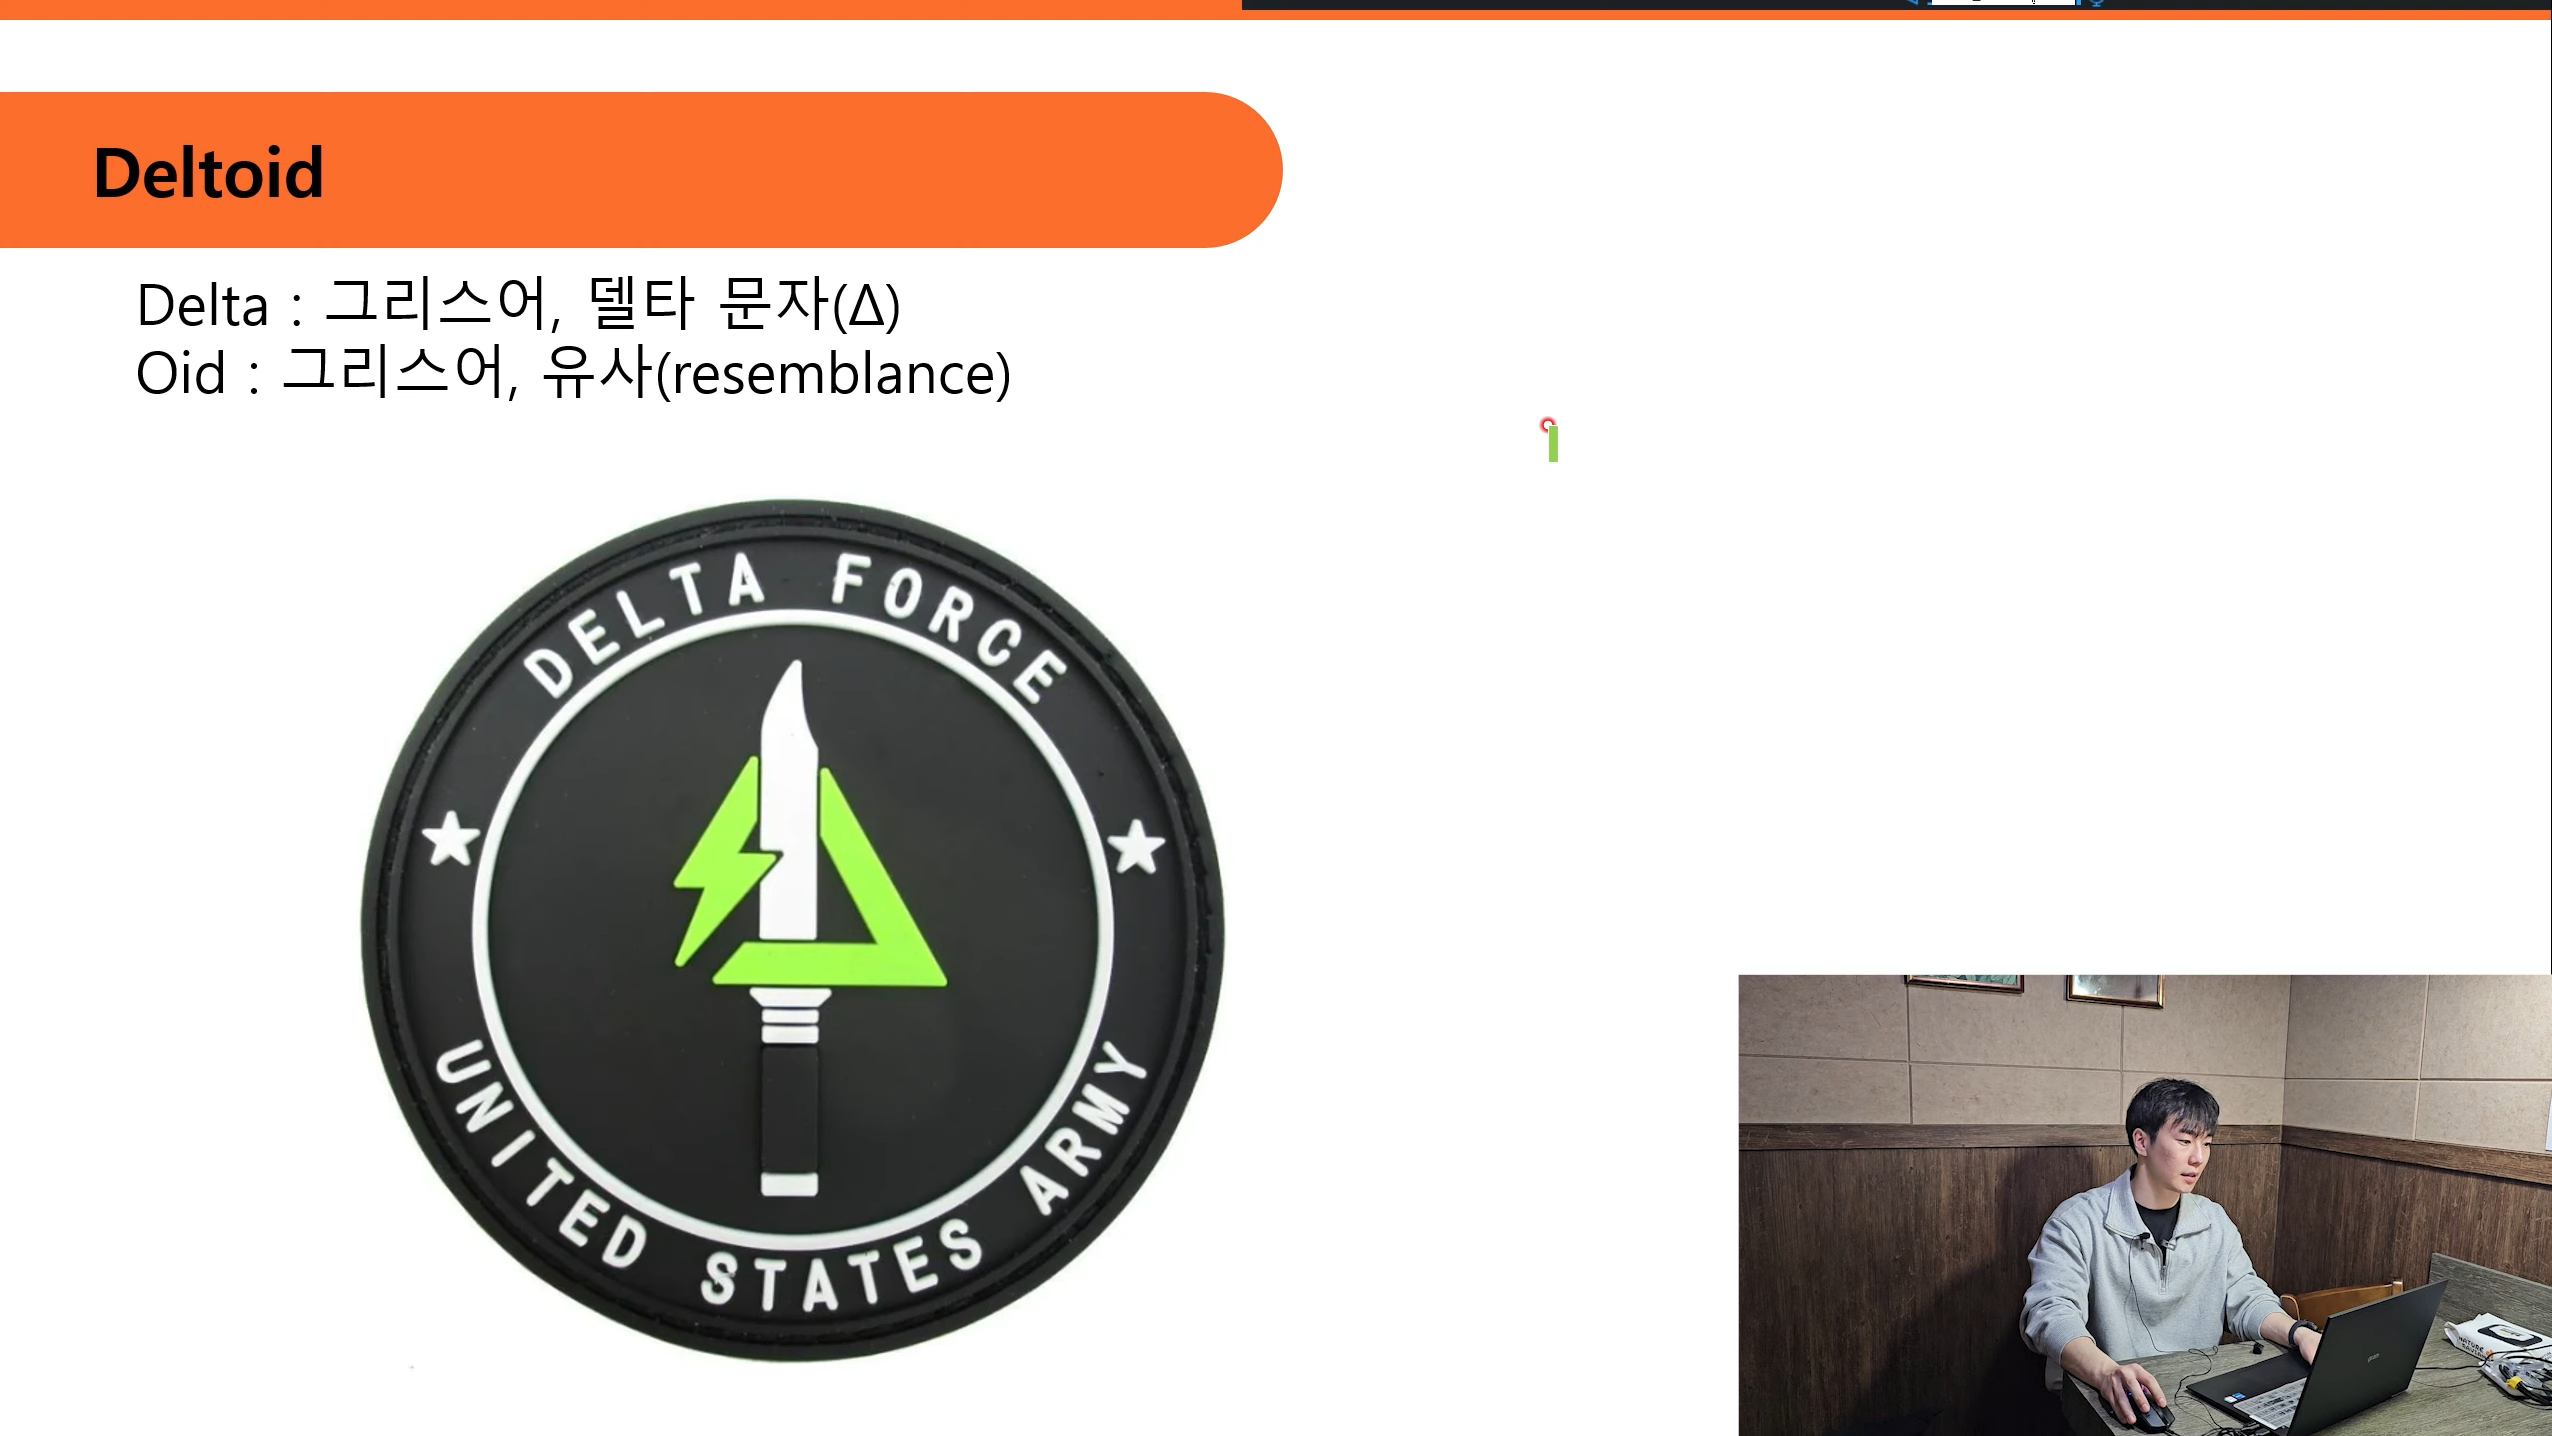 Deltoid
Delta : 그리스어, 델타 문자(Δ)
Oid : 그리스어, 유사(resemblance)
DELTA FORCE
UNITED STATES ARMY